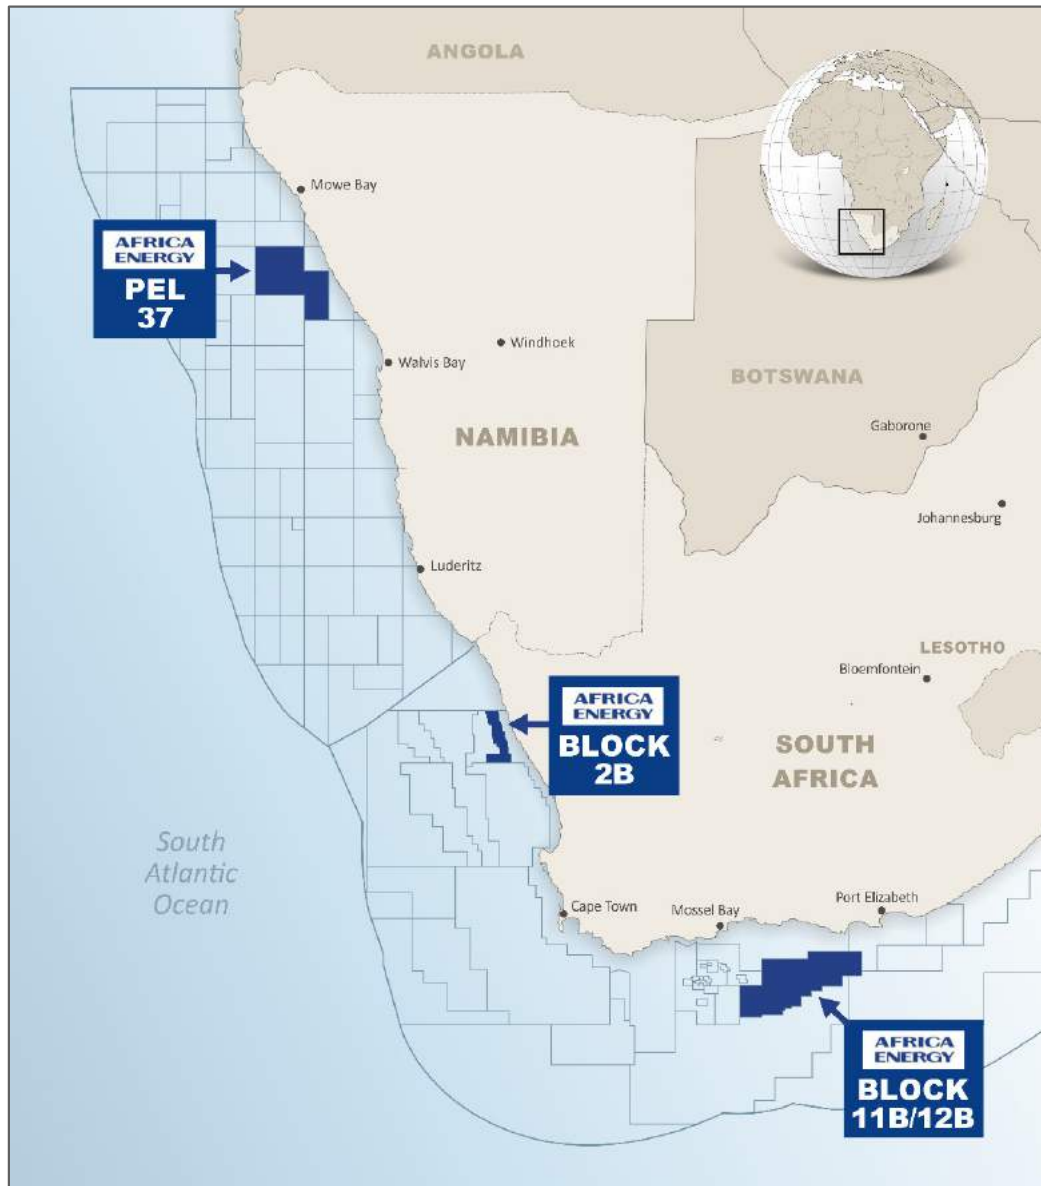 ANGOLA
Mowe Bay
AFRICA
ENERGY
PEL
37
Windhoek
Walvis Bay
BOTSWANA
NAMIBIA
Gaborone
Johannesburg
Luderitz
LESOTHO
Bloemfontein
AFRICA
ENERGY
BLOCK
2B
SOUTH
AFRICA
South
Atlantic
Ocean
Cape Town
Mossel Bay
Port Elizabeth
AFRICA
ENERGY
BLOCK
11B/12B